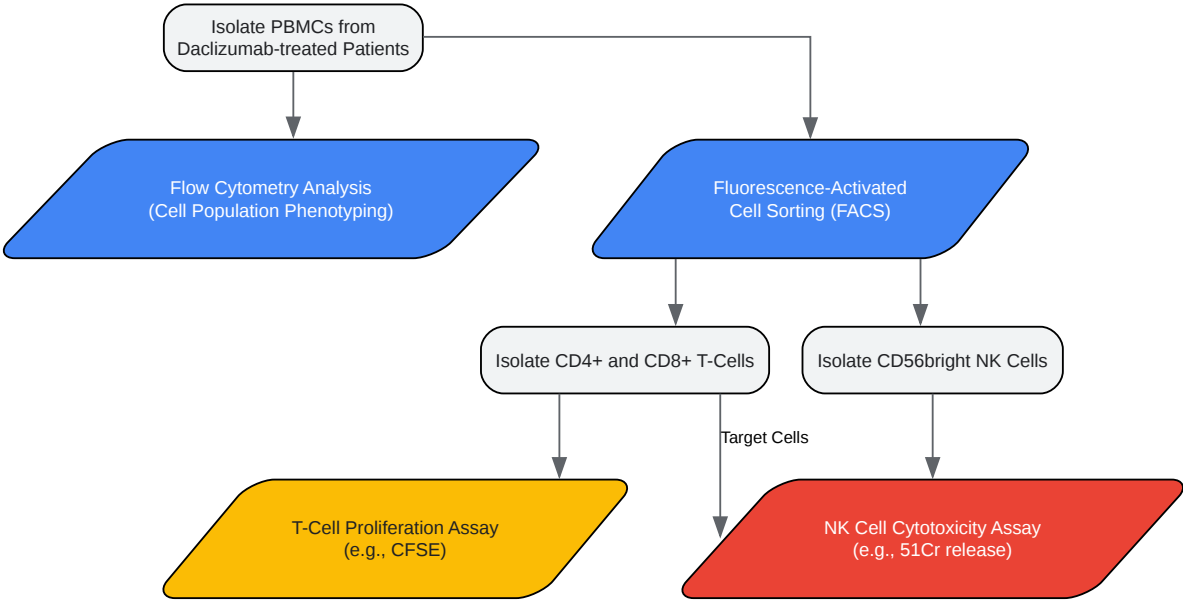 Isolate PBMCs from
Daclizumab-treated Patients
Flow Cytometry Analysis
(Cell Population Phenotyping)
Fluorescence-Activated
Cell Sorting (FACS)
Isolate CD4+ and CD8+ T-Cells
Isolate CD56bright NK Cells
Target Cells
T-Cell Proliferation Assay
(e.g., CFSE)
NK Cell Cytotoxicity Assay
(e.g., 51Cr release)